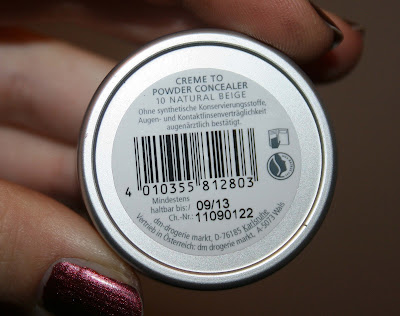 CREME TO
POWDER CONCEALER
10 NATURAL BEIGE
Ohne synthetische Konservierungsstoffe,
Augen- und Kontaktlinsenverträglichkeit
augenärztlich bestätigt.
4 010355 812803
Mindestens
haltbar bis: 09/13
Ch.-Nr: 11090122
dm-drogerie markt, D-76185 Karlsruhe
Vertrieb in Österreich: dm drogerie markt, A-5073 Wals